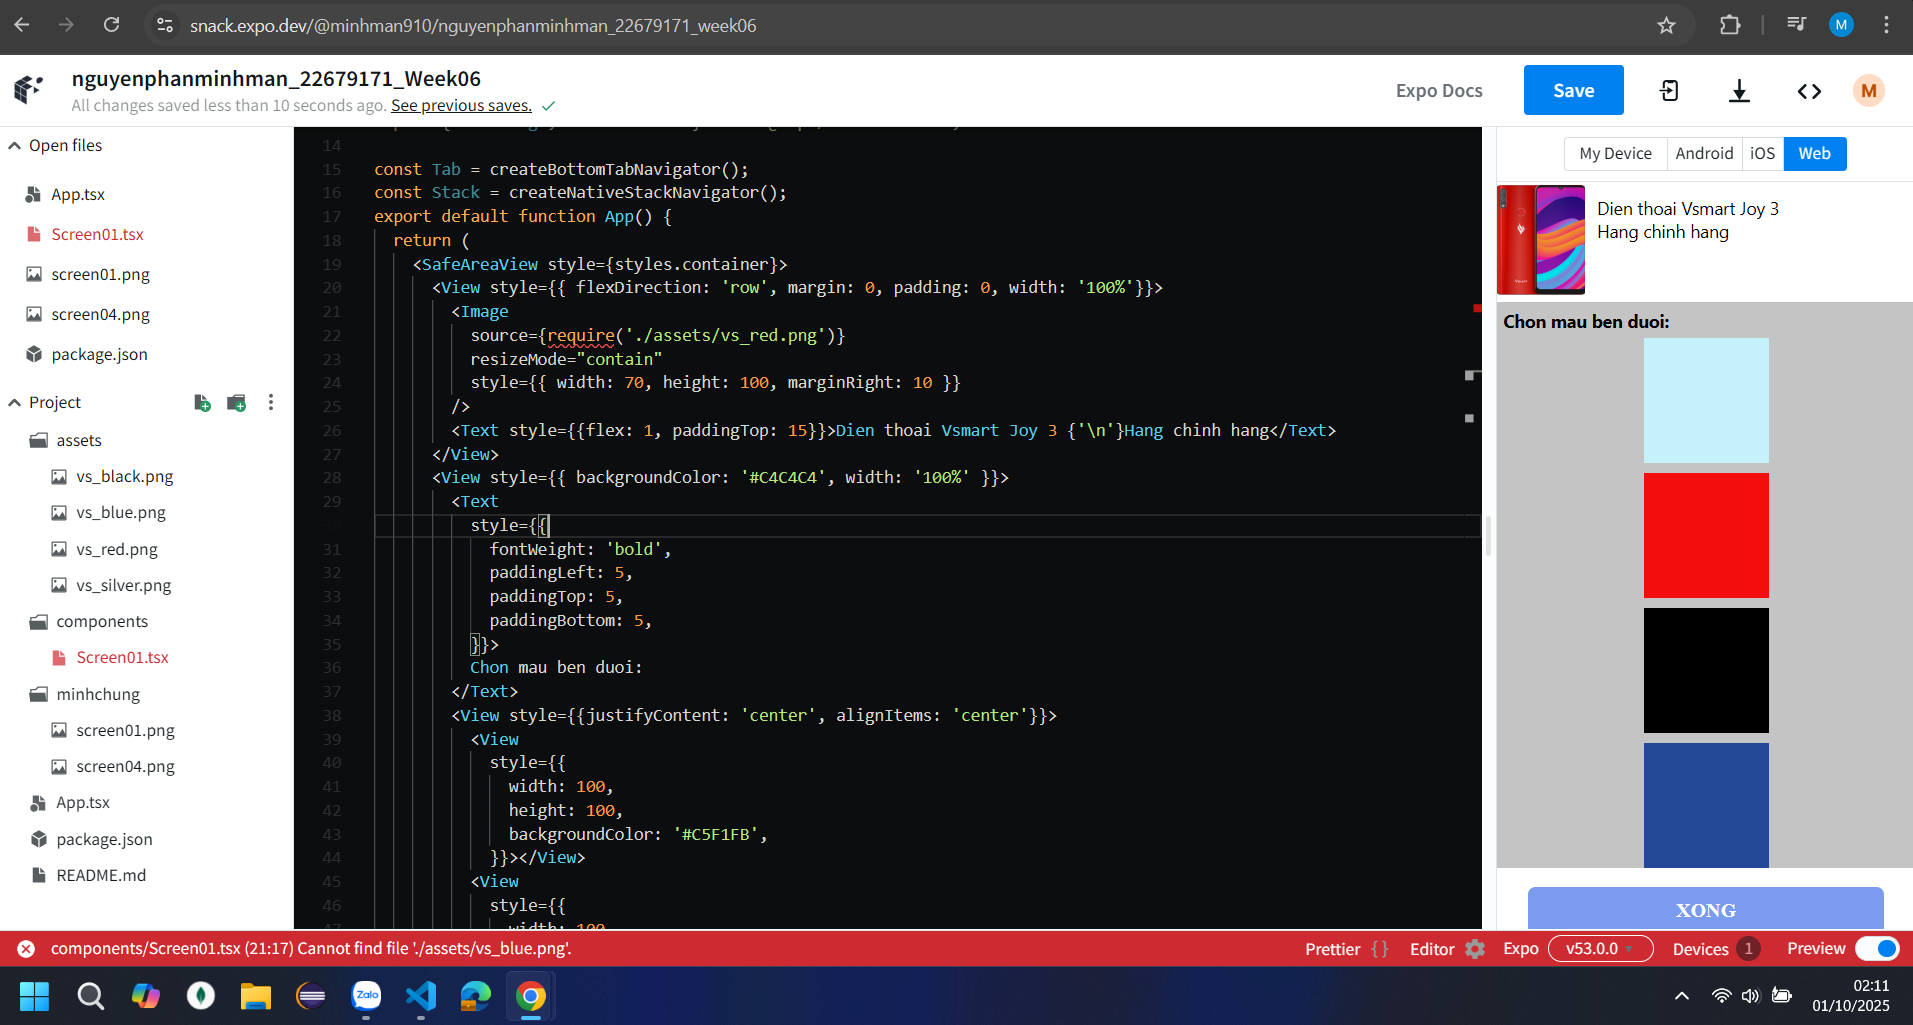 snack.expo.dev/@minhman910/nguyenphanminhman_22679171_week06
M
nguyenphanminhman_22679171_Week06
All changes saved less than 10 seconds ago. See previous saves.
Expo Docs
Save
M
Open files
App.tsx
Screen01.tsx
screen01.png
screen04.png
package.json
Project
assets
vs_black.png
vs_blue.png
vs_red.png
vs_silver.png
components
Screen01.tsx
minhchung
screen01.png
screen04.png
App.tsx
package.json
README.md
14
15 const Tab = createBottomTabNavigator();
16 const Stack = createNativeStackNavigator();
17 export default function App() {
18 return (
19 <SafeAreaView style={styles.container}>
20 <View style={{ flexDirection: 'row', margin: 0, padding: 0, width: '100%'}}>
21 <Image
22 source={require('./assets/vs_red.png')}
23 resizeMode="contain"
24 style={{ width: 70, height: 100, marginRight: 10 }}
25 />
26 <Text style={{flex: 1, paddingTop: 15}}>Dien thoai Vsmart Joy 3 {'\n'}Hang chinh hang</Text>
27 </View>
28 <View style={{ backgroundColor: '#C4C4C4', width: '100%' }}>
29 <Text
style={{
31 fontWeight: 'bold',
32 paddingLeft: 5,
33 paddingTop: 5,
34 paddingBottom: 5,
35 }}>
36 Chon mau ben duoi:
37 </Text>
38 <View style={{justifyContent: 'center', alignItems: 'center'}}>
39 <View
40 style={{
41 width: 100,
42 height: 100,
43 backgroundColor: '#C5F1FB',
44 }}></View>
45 <View
46 style={{
47 width: 100
My Device
Android
iOS
Web
Dien thoai Vsmart Joy 3
Hang chinh hang
Chon mau ben duoi:
XONG
components/Screen01.tsx (21:17) Cannot find file './assets/vs_blue.png'.
Prettier { }
Editor
Expo
v53.0.0
Devices
1
Preview
Zalo
02:11
01/10/2025